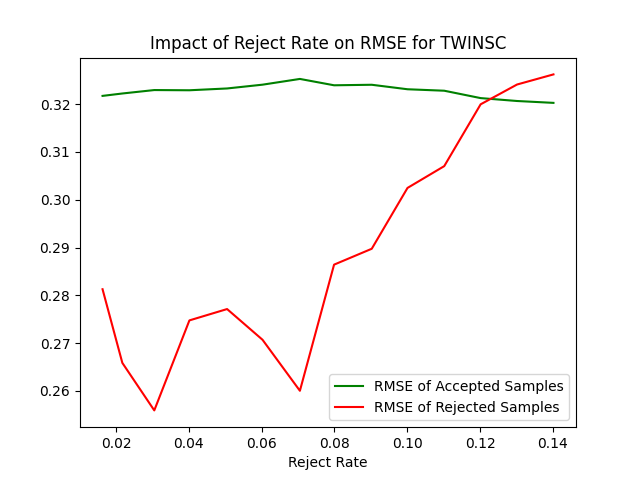 Impact of Reject Rate on RMSE for TWINSC
0.32
0.31
0.30
0.29
0.28
0.27
0.26
RMSE of Accepted Samples
RMSE of Rejected Samples
0.02 0.04 0.06 0.08 0.10 0.12 0.14
Reject Rate